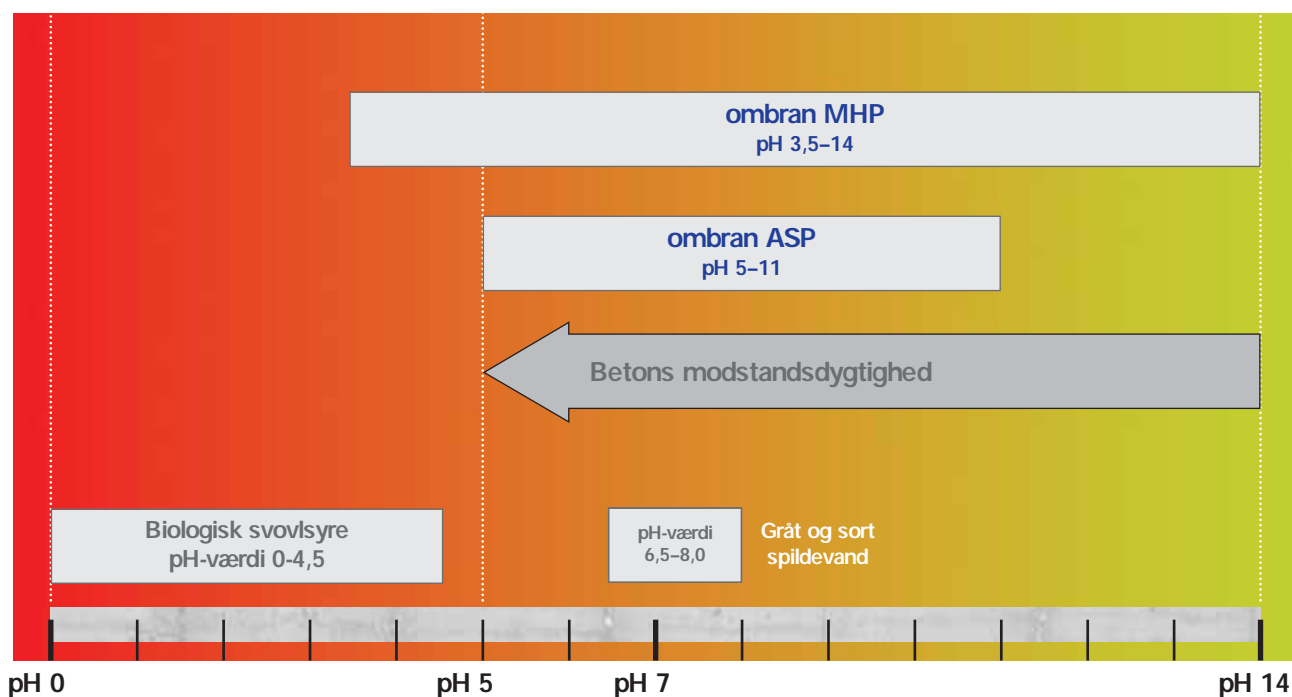 ombran MHP
pH 3,5–14
ombran ASP
pH 5–11
Betons modstandsdygtighed
Biologisk svovlsyre
pH-værdi 0-4,5
pH-værdi
6,5–8,0
Gråt og sort
spildevand
pH 0
pH 5
pH 7
pH 14